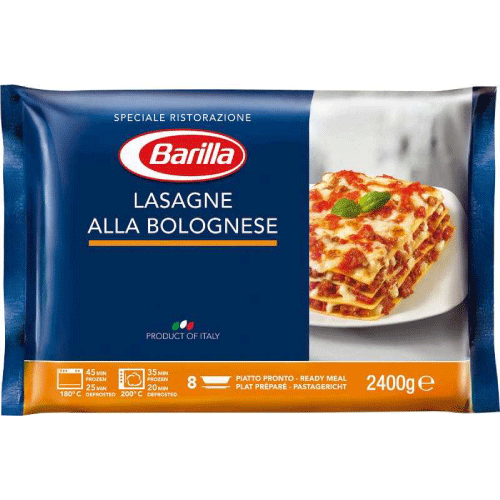 SPECIALE RISTORAZIONE
Barilla
LASAGNE
ALLA BOLOGNESE
PRODUCT OF ITALY
45 MIN
FROZEN
25 MIN
DEFROSTED
180°C
35 MIN
FROZEN
20 MIN
DEFROSTED
200°C
8
PIATTO PRONTO - READY MEAL
PLAT PRÉPARÉ - PASTAGERICHT
2400g e